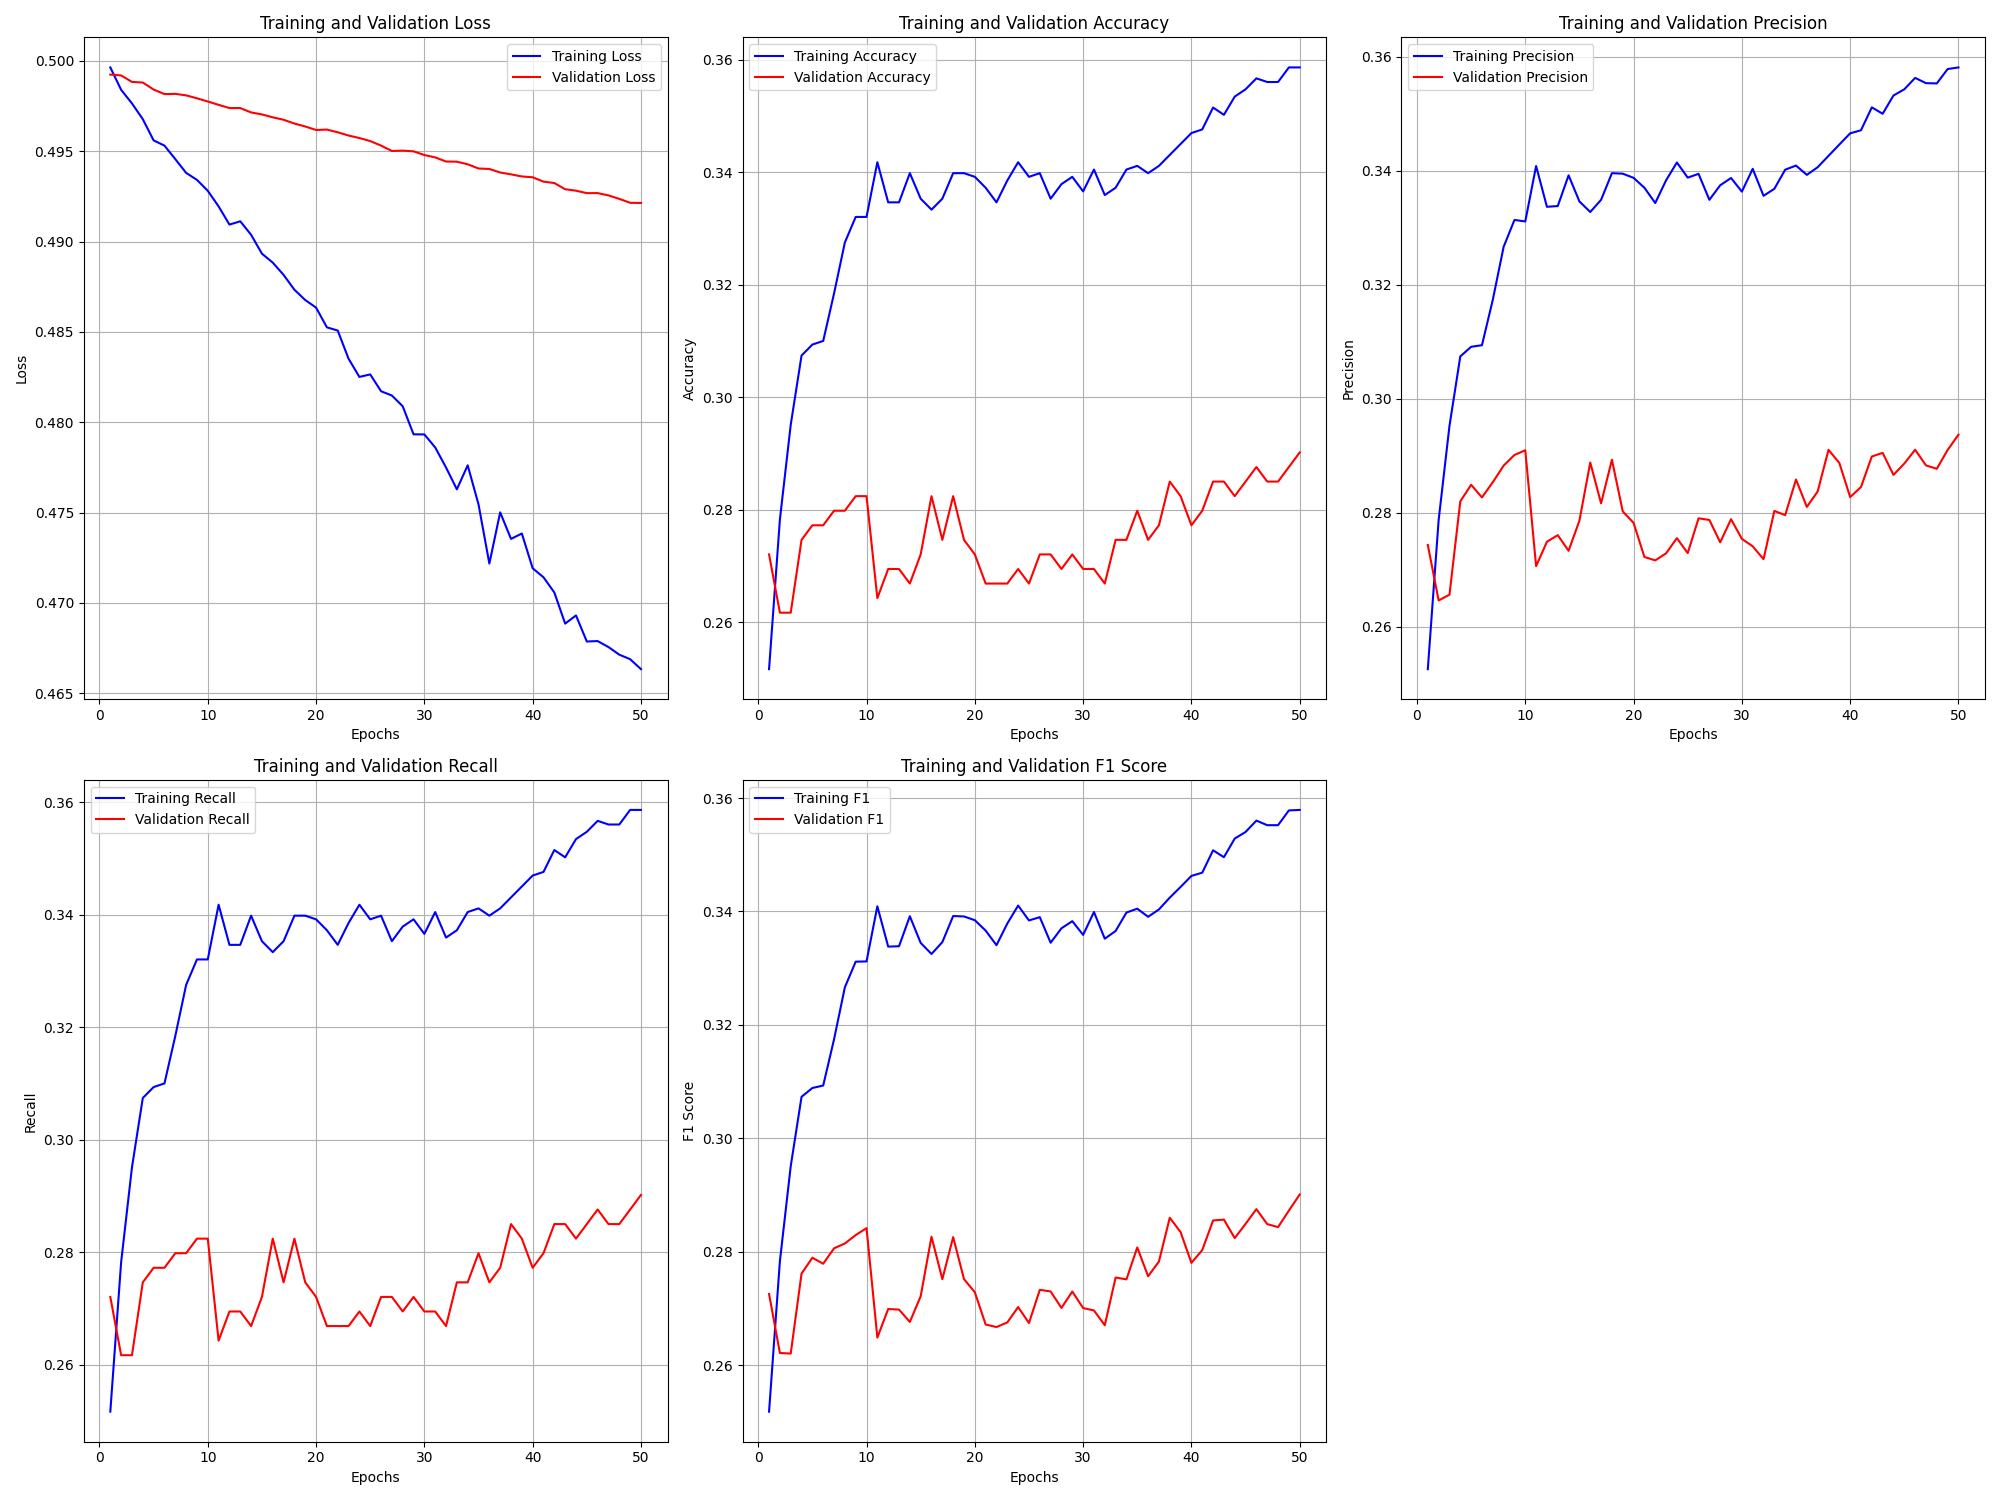 Training and Validation Loss
Training Loss
Validation Loss
0.500
0.495
0.490
0.485
0.480
0.475
0.470
0.465
Loss
0 10 20 30 40 50
Epochs
Training and Validation Accuracy
Training Accuracy
Validation Accuracy
0.36
0.34
0.32
0.30
0.28
0.26
Accuracy
0 10 20 30 40 50
Epochs
Training and Validation Precision
Training Precision
Validation Precision
0.36
0.34
0.32
0.30
0.28
0.26
Precision
0 10 20 30 40 50
Epochs
Training and Validation Recall
Training Recall
Validation Recall
0.36
0.34
0.32
0.30
0.28
0.26
Recall
0 10 20 30 40 50
Epochs
Training and Validation F1 Score
Training F1
Validation F1
0.36
0.34
0.32
0.30
0.28
0.26
F1 Score
0 10 20 30 40 50
Epochs